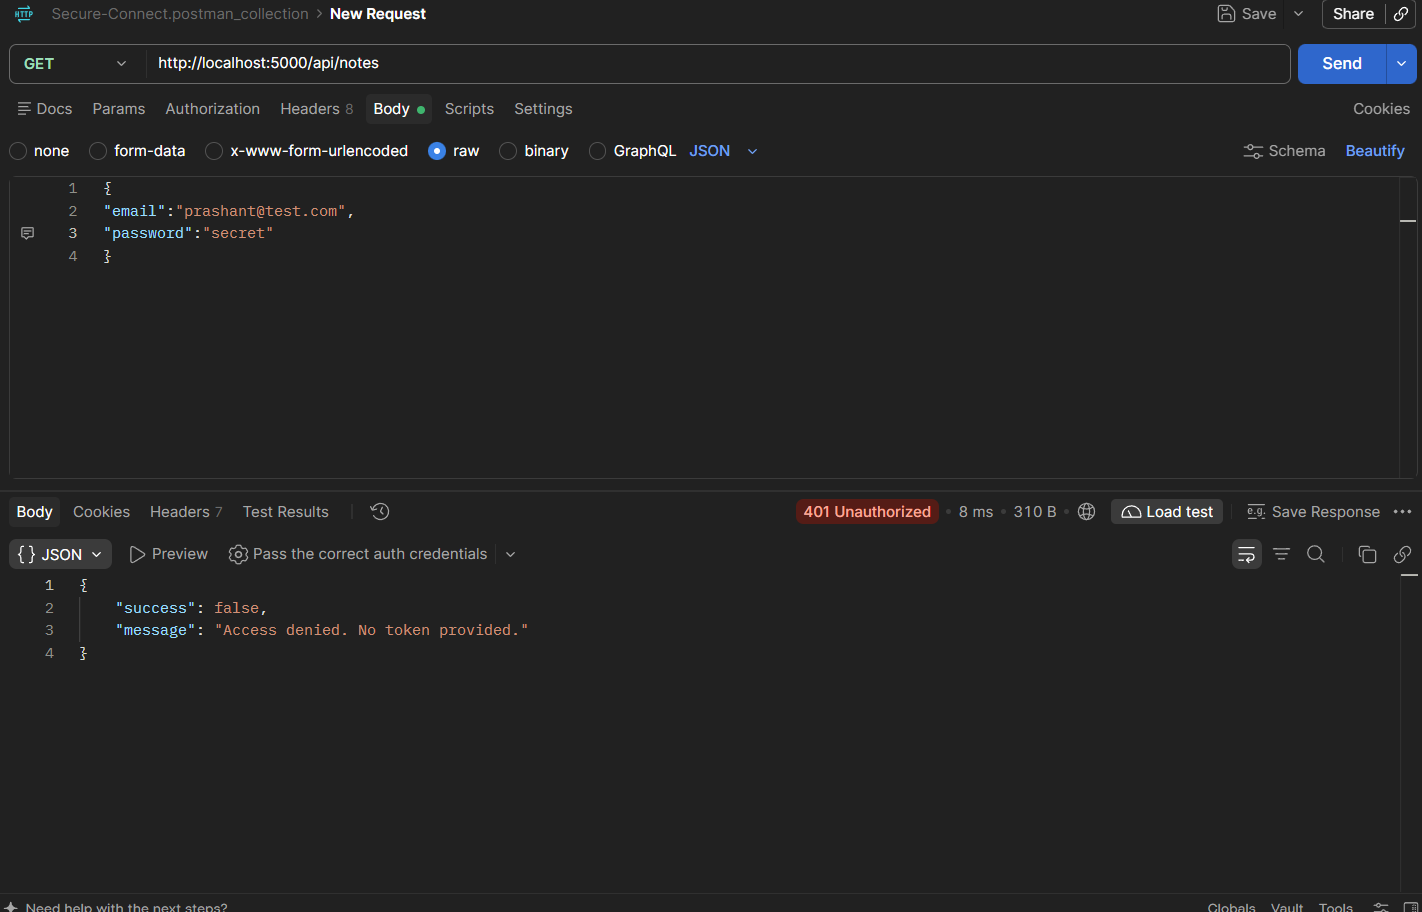 HTTP Secure-Connect.postman_collection > New Request Save Share
GET http://localhost:5000/api/notes Send
Docs Params Authorization Headers 8 Body Scripts Settings Cookies
none form-data x-www-form-urlencoded raw binary GraphQL JSON Schema Beautify
1 {
2 "email":"prashant@test.com",
3 "password":"secret"
4 }
Body Cookies Headers 7 Test Results 401 Unauthorized • 8 ms • 310 B • Load test e.g. Save Response
{} JSON Preview Pass the correct auth credentials
1 {
2 "success": false,
3 "message": "Access denied. No token provided."
4 }
Need help with the next steps? Globals Vault Tools